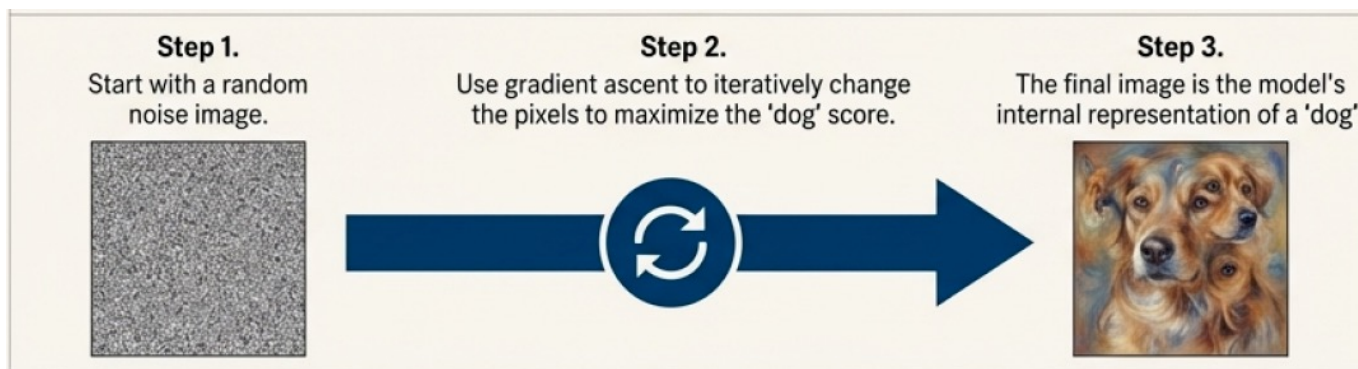 Step 1.
Start with a random
noise image.
Step 2.
Use gradient ascent to iteratively change
the pixels to maximize the 'dog' score.
Step 3.
The final image is the model's
internal representation of a 'dog'